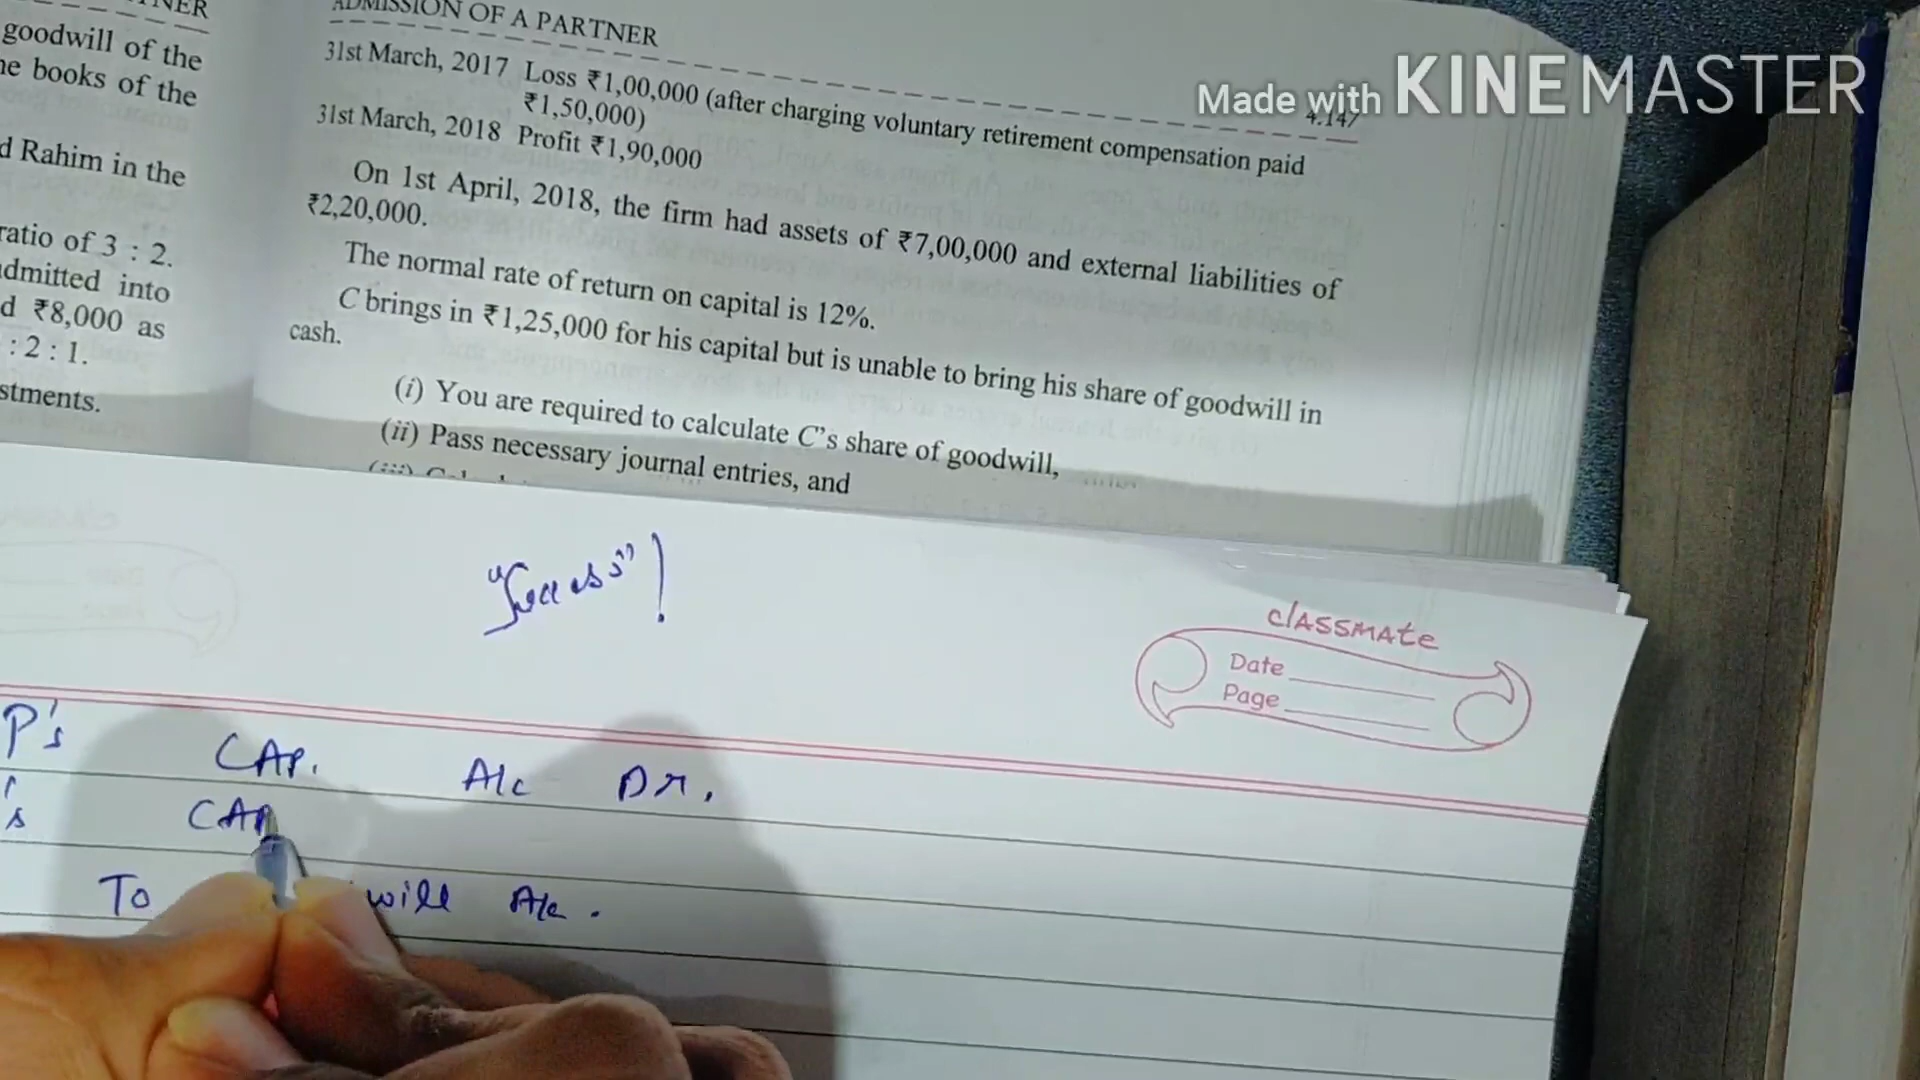 NER
goodwill of the
he books of the
d Rahim in the
ratio of 3 : 2.
admitted into
d ₹8,000 as
: 2 : 1.
stments.
ADMISSION OF A PARTNER
4.147
31st March, 2017 Loss ₹1,00,000 (after charging voluntary retirement compensation paid
₹1,50,000)
31st March, 2018 Profit ₹1,90,000
On 1st April, 2018, the firm had assets of ₹7,00,000 and external liabilities of
₹2,20,000.
The normal rate of return on capital is 12%.
C brings in ₹1,25,000 for his capital but is unable to bring his share of goodwill in
cash.
(i) You are required to calculate C's share of goodwill,
(ii) Pass necessary journal entries, and
Made with KINEMASTER
"Success"!
classmate
Date
Page
P's CAP. A/c Dr.
's CAP
To will A/c.